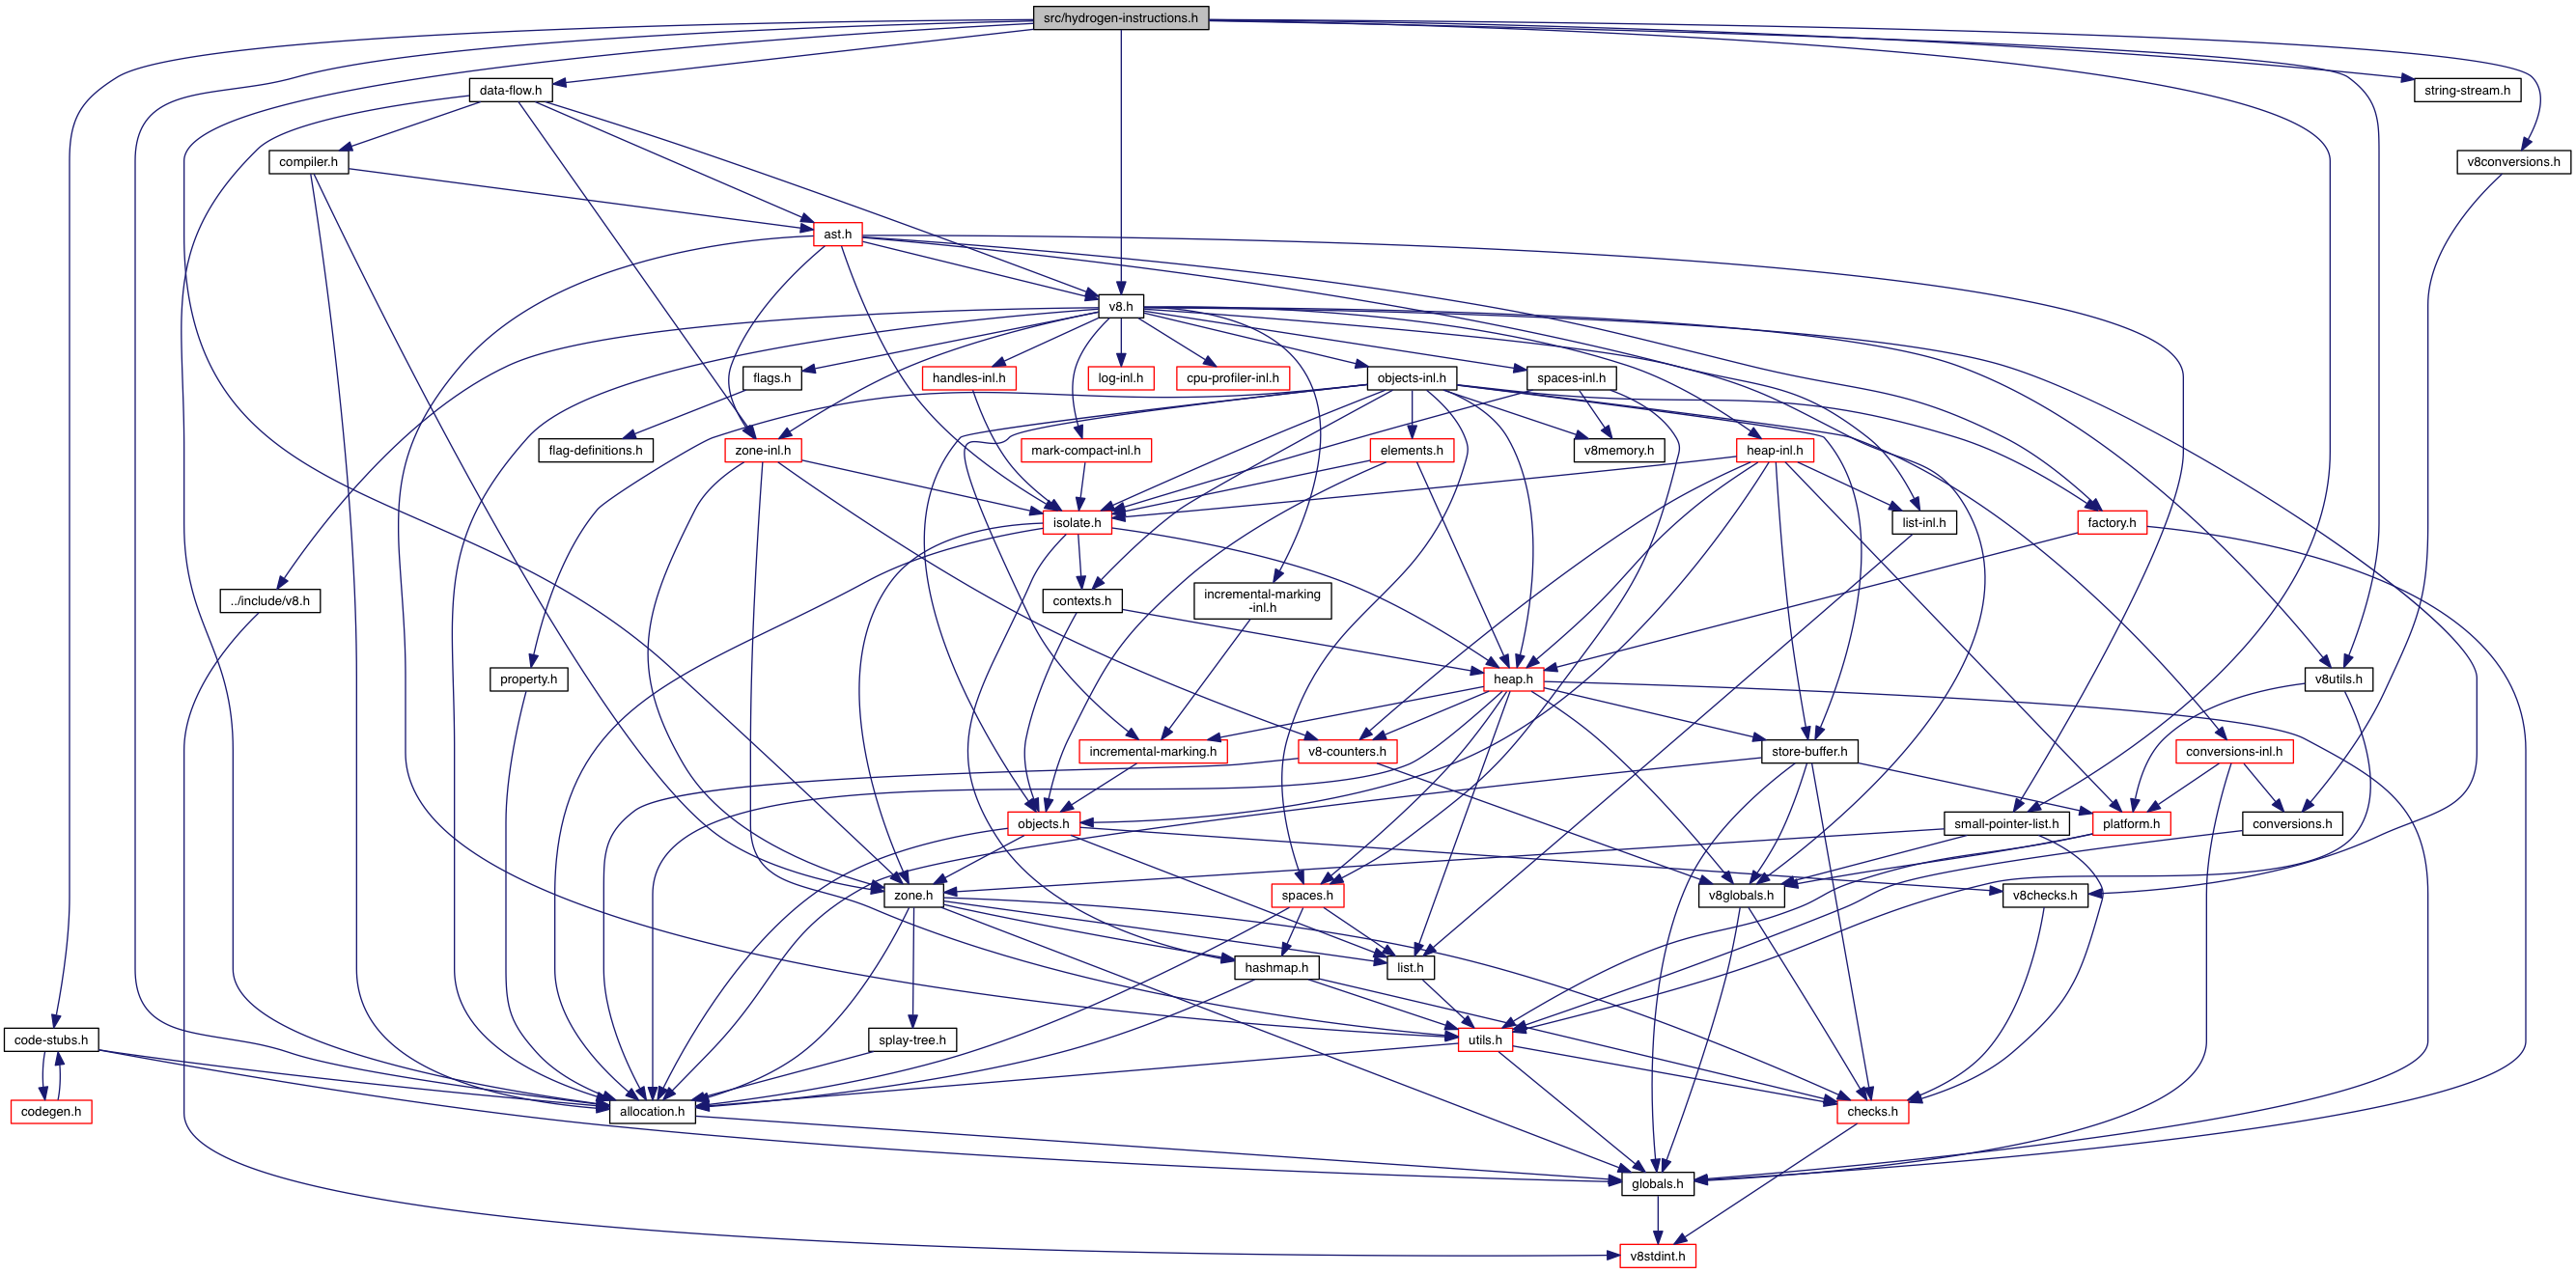 src/hydrogen-instructions.h
data-flow.h
string-stream.h
compiler.h
v8conversions.h
ast.h
v8.h
flags.h
handles-inl.h
log-inl.h
cpu-profiler-inl.h
objects-inl.h
spaces-inl.h
flag-definitions.h
zone-inl.h
mark-compact-inl.h
elements.h
v8memory.h
heap-inl.h
isolate.h
list-inl.h
factory.h
../include/v8.h
contexts.h
incremental-marking
-inl.h
property.h
heap.h
v8utils.h
incremental-marking.h
v8-counters.h
store-buffer.h
conversions-inl.h
objects.h
small-pointer-list.h
platform.h
conversions.h
zone.h
spaces.h
v8globals.h
v8checks.h
hashmap.h
list.h
code-stubs.h
splay-tree.h
utils.h
codegen.h
allocation.h
checks.h
globals.h
v8stdint.h